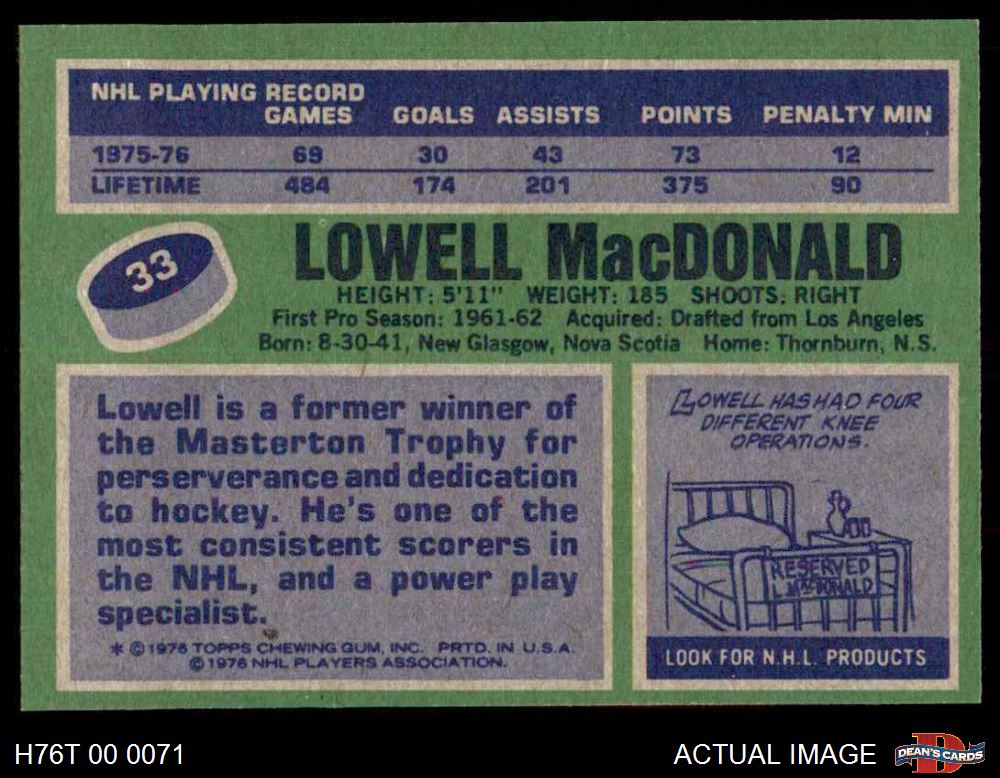 NHL PLAYING RECORD
GAMES GOALS ASSISTS POINTS PENALTY MIN
1975-76 69 30 43 73 12
LIFETIME 484 174 201 375 90
33
LOWELL MacDONALD
HEIGHT: 5'11" WEIGHT: 185 SHOOTS: RIGHT
First Pro Season: 1961-62 Acquired: Drafted from Los Angeles
Born: 8-30-41, New Glasgow, Nova Scotia Home: Thornburn, N.S.
Lowell is a former winner of
the Masterton Trophy for
perserverance and dedication
to hockey. He's one of the
most consistent scorers in
the NHL, and a power play
specialist.
* © 1976 TOPPS CHEWING GUM, INC. PRTD. IN U.S.A.
© 1976 NHL PLAYERS ASSOCIATION.
LOWELL HAS HAD FOUR
DIFFERENT KNEE
OPERATIONS.
RESERVED
L. MacDONALD
LOOK FOR N.H.L. PRODUCTS
H76T 00 0071
ACTUAL IMAGE
DEAN'S CARDS